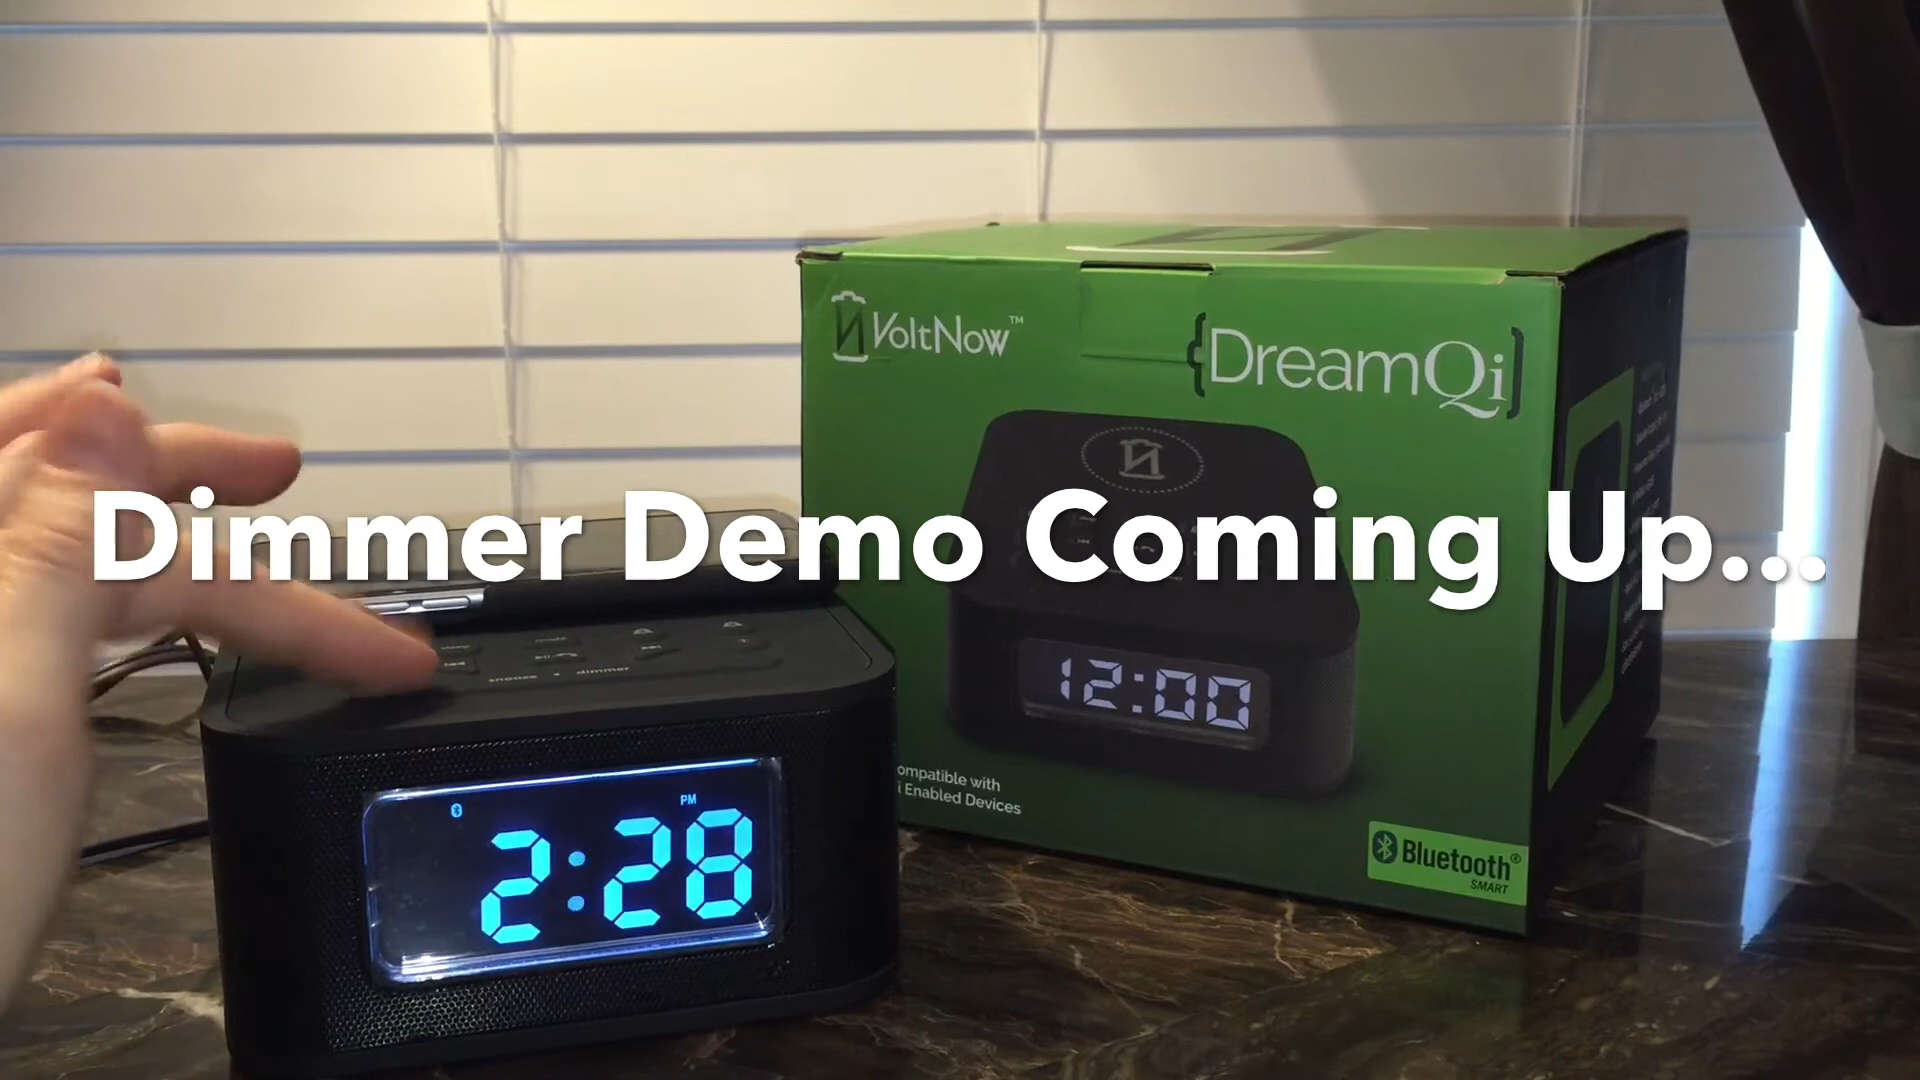 VoltNow™
{DreamQi}
Dimmer Demo Coming Up...
snooze • dimmer
12:00
PM
2:28
ompatible with
i Enabled Devices
Bluetooth®
SMART